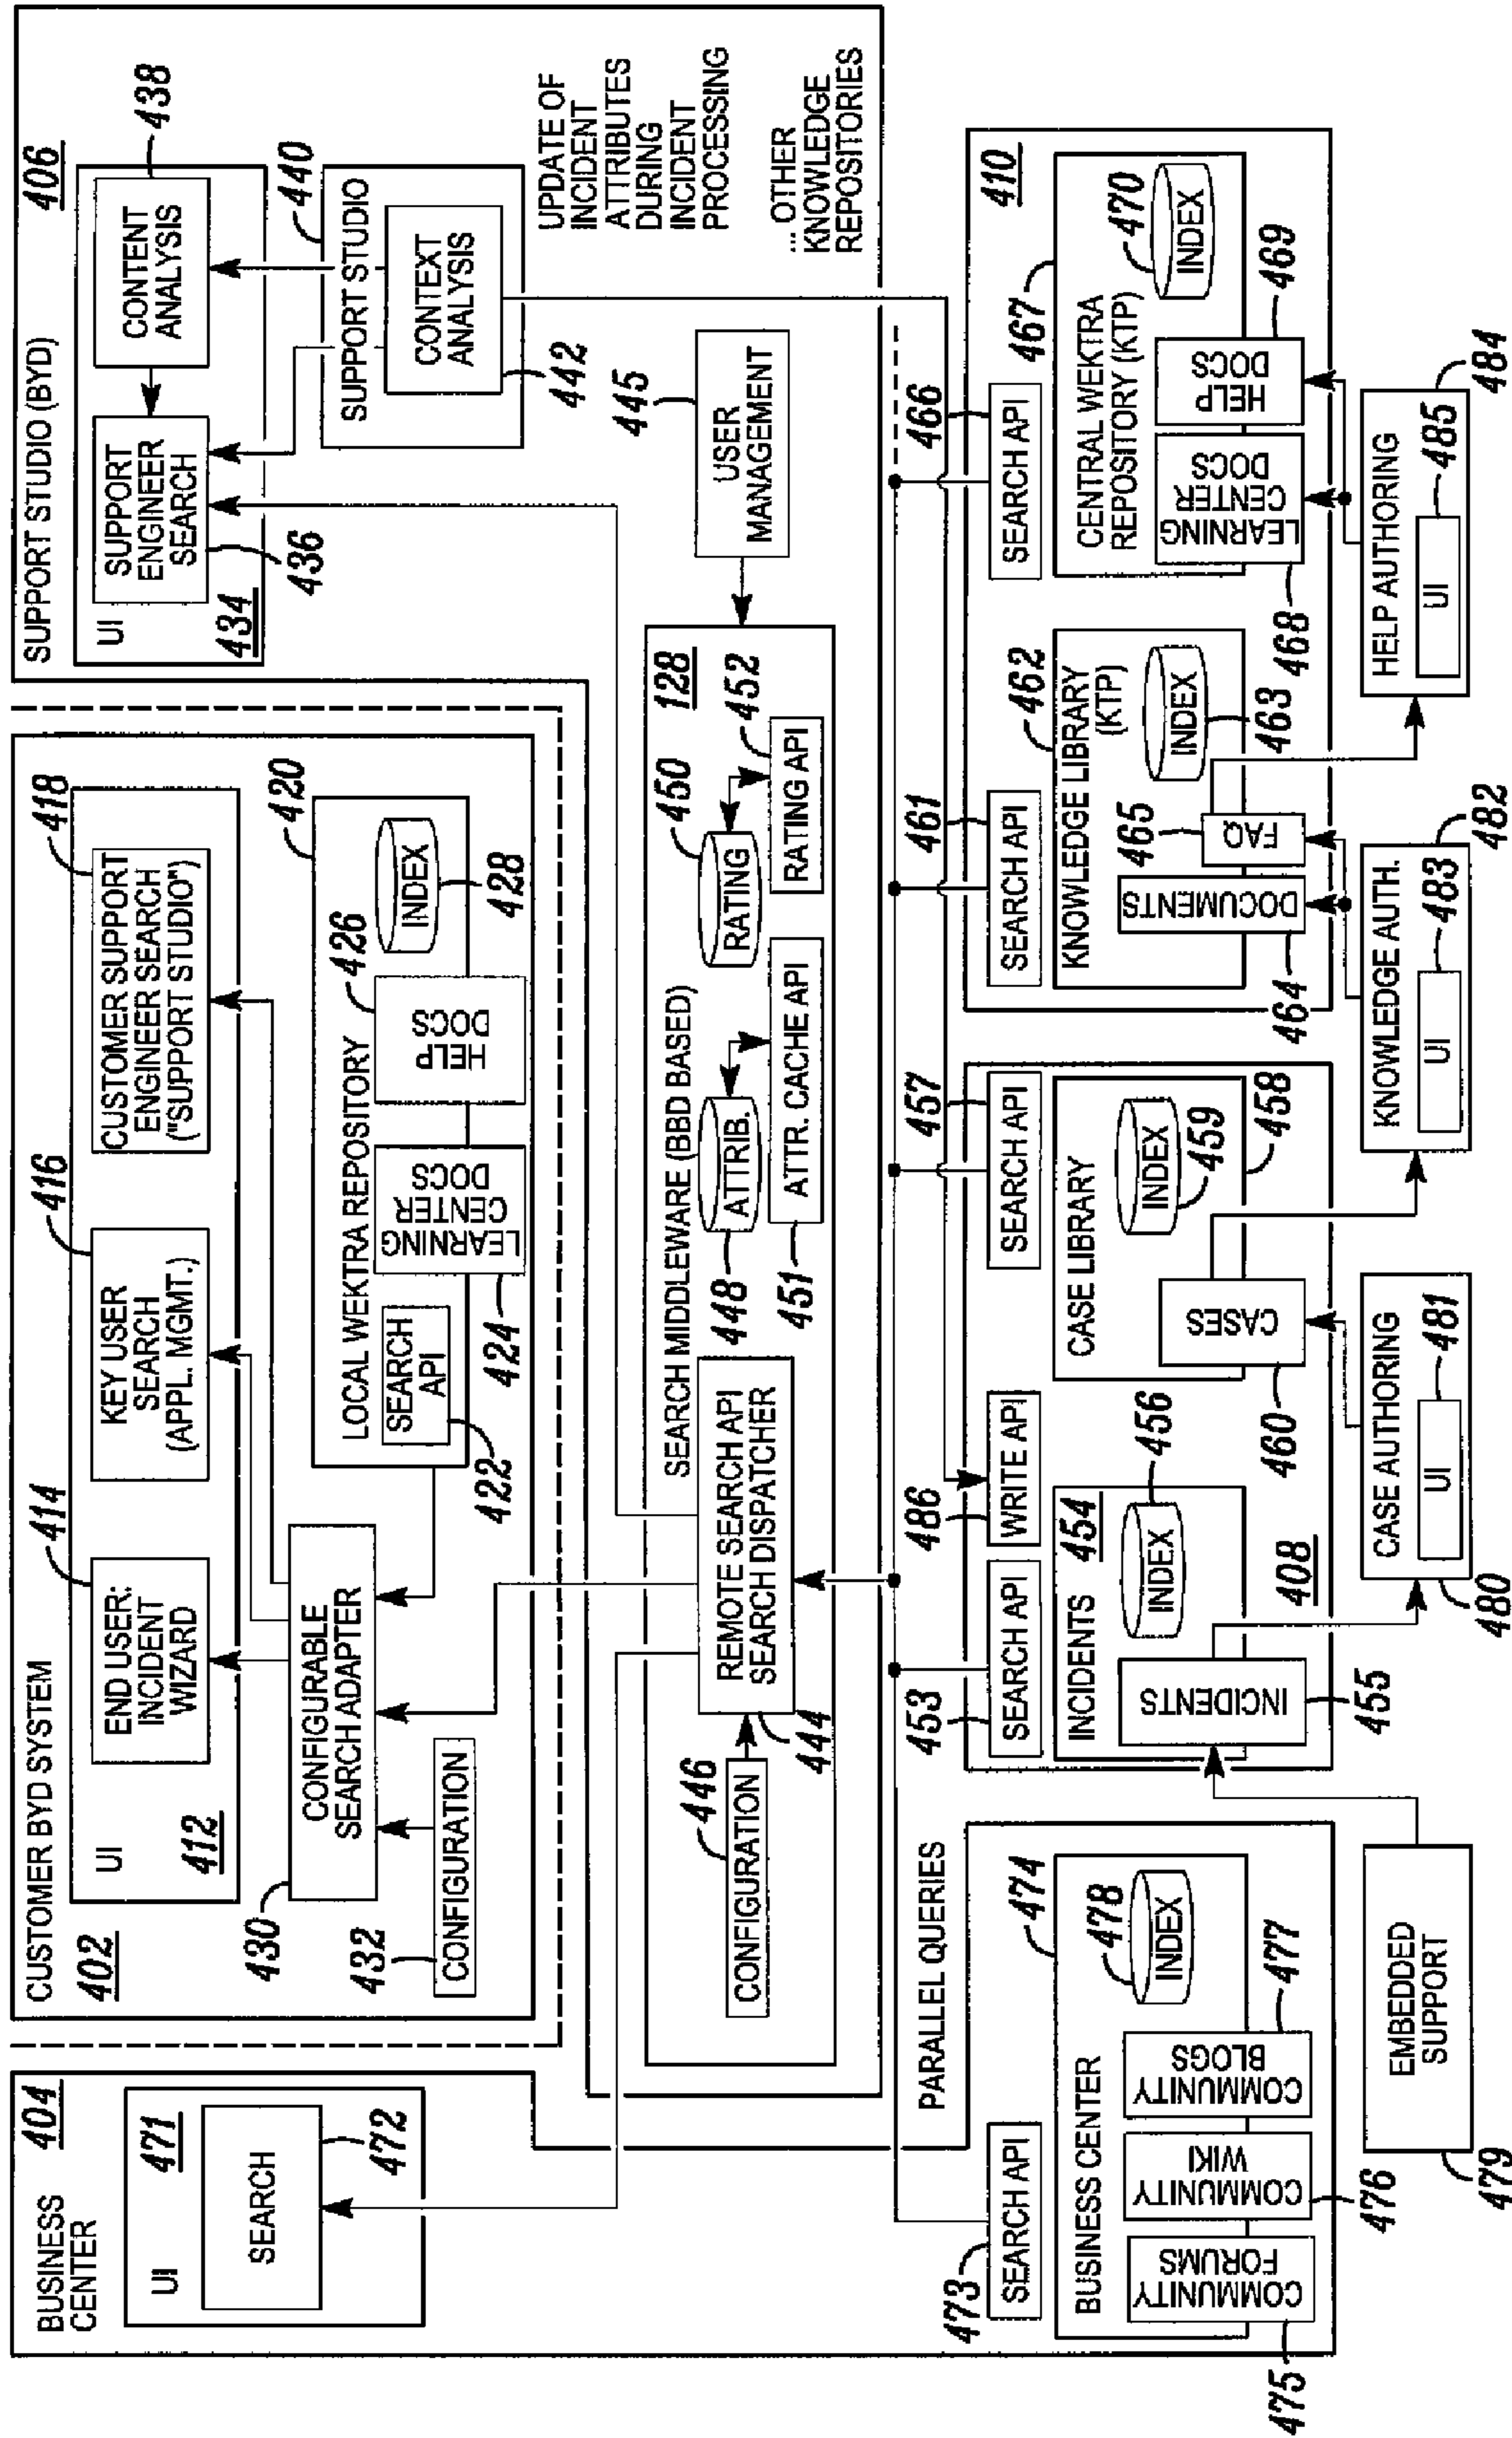 BUSINESS
CENTER
404
UI
471
SEARCH
472
CUSTOMER BYD SYSTEM
402
UI
412
END USER:
INCIDENT
WIZARD
414
KEY USER
SEARCH
(APPL. MGMT.)
416
CUSTOMER SUPPORT
ENGINEER SEARCH
("SUPPORT STUDIO")
418
430
CONFIGURABLE
SEARCH ADAPTER
432
CONFIGURATION
LOCAL WEKTRA REPOSITORY
420
SEARCH
API
422
LEARNING
CENTER
DOCS
424
HELP
DOCS
426
INDEX
428
SUPPORT STUDIO (BYD)
406
UI
434
SUPPORT
ENGINEER
SEARCH
436
CONTENT
ANALYSIS
438
SUPPORT STUDIO
440
CONTEXT
ANALYSIS
442
UPDATE OF
INCIDENT
ATTRIBUTES
DURING
INCIDENT
PROCESSING
... OTHER
KNOWLEDGE
REPOSITORIES
SEARCH MIDDLEWARE (BBD BASED)
128
446
CONFIGURATION
REMOTE SEARCH API
SEARCH DISPATCHER
444
448
ATTRIB.
451
ATTR. CACHE API
450
RATING
452
RATING API
445
USER
MANAGEMENT
PARALLEL QUERIES
473
SEARCH API
474
BUSINESS CENTER
COMMUNITY
FORUMS
475
COMMUNITY
WIKI
476
COMMUNITY
BLOGS
477
478
INDEX
453
SEARCH API
486
WRITE API
457
SEARCH API
INCIDENTS
454
INDEX
456
INCIDENTS
455
408
CASE LIBRARY
458
INDEX
459
CASES
460
461
SEARCH API
466
SEARCH API
410
KNOWLEDGE LIBRARY
(KTP)
462
INDEX
463
DOCUMENTS
464
FAQ
465
CENTRAL WEKTRA
REPOSITORY (KTP)
467
LEARNING
CENTER
DOCS
468
HELP
DOCS
469
INDEX
470
EMBEDDED
SUPPORT
479
CASE AUTHORING
480
UI
481
KNOWLEDGE AUTH.
482
UI
483
HELP AUTHORING
484
UI
485